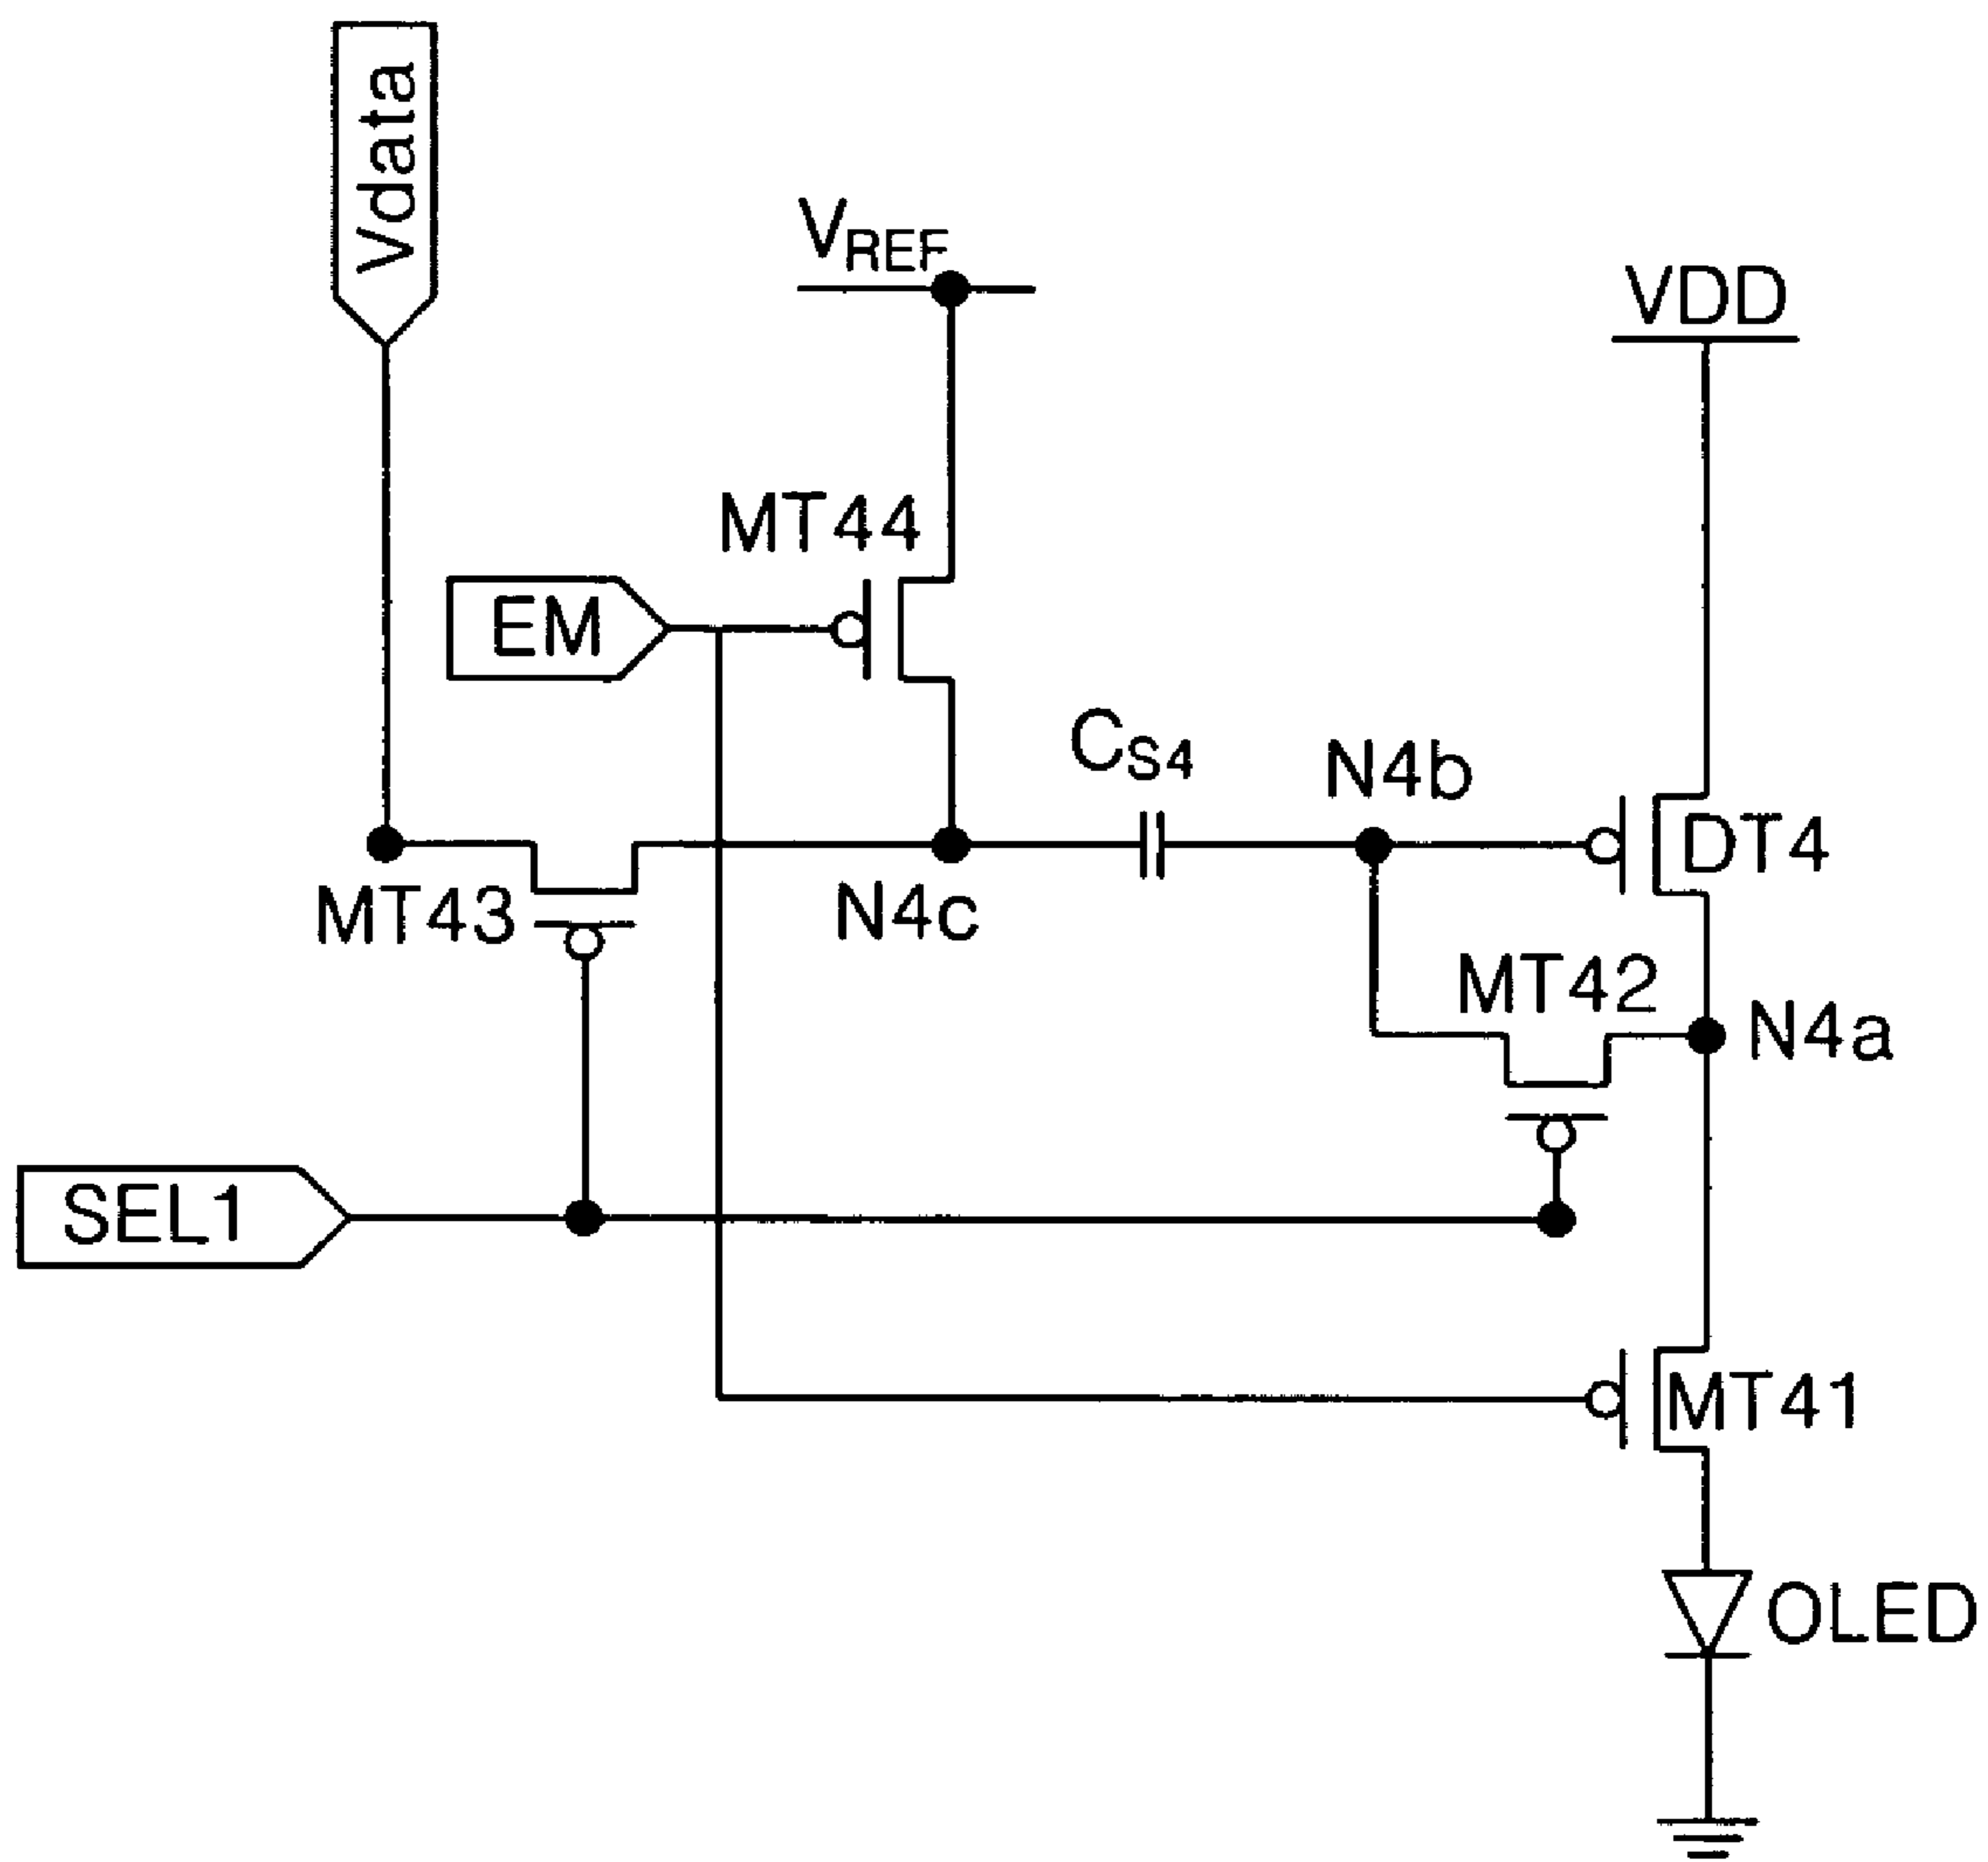 Vdata
VREF
VDD
MT44
EM
CS4
N4b
DT4
MT43
N4c
MT42
N4a
SEL1
MT41
OLED